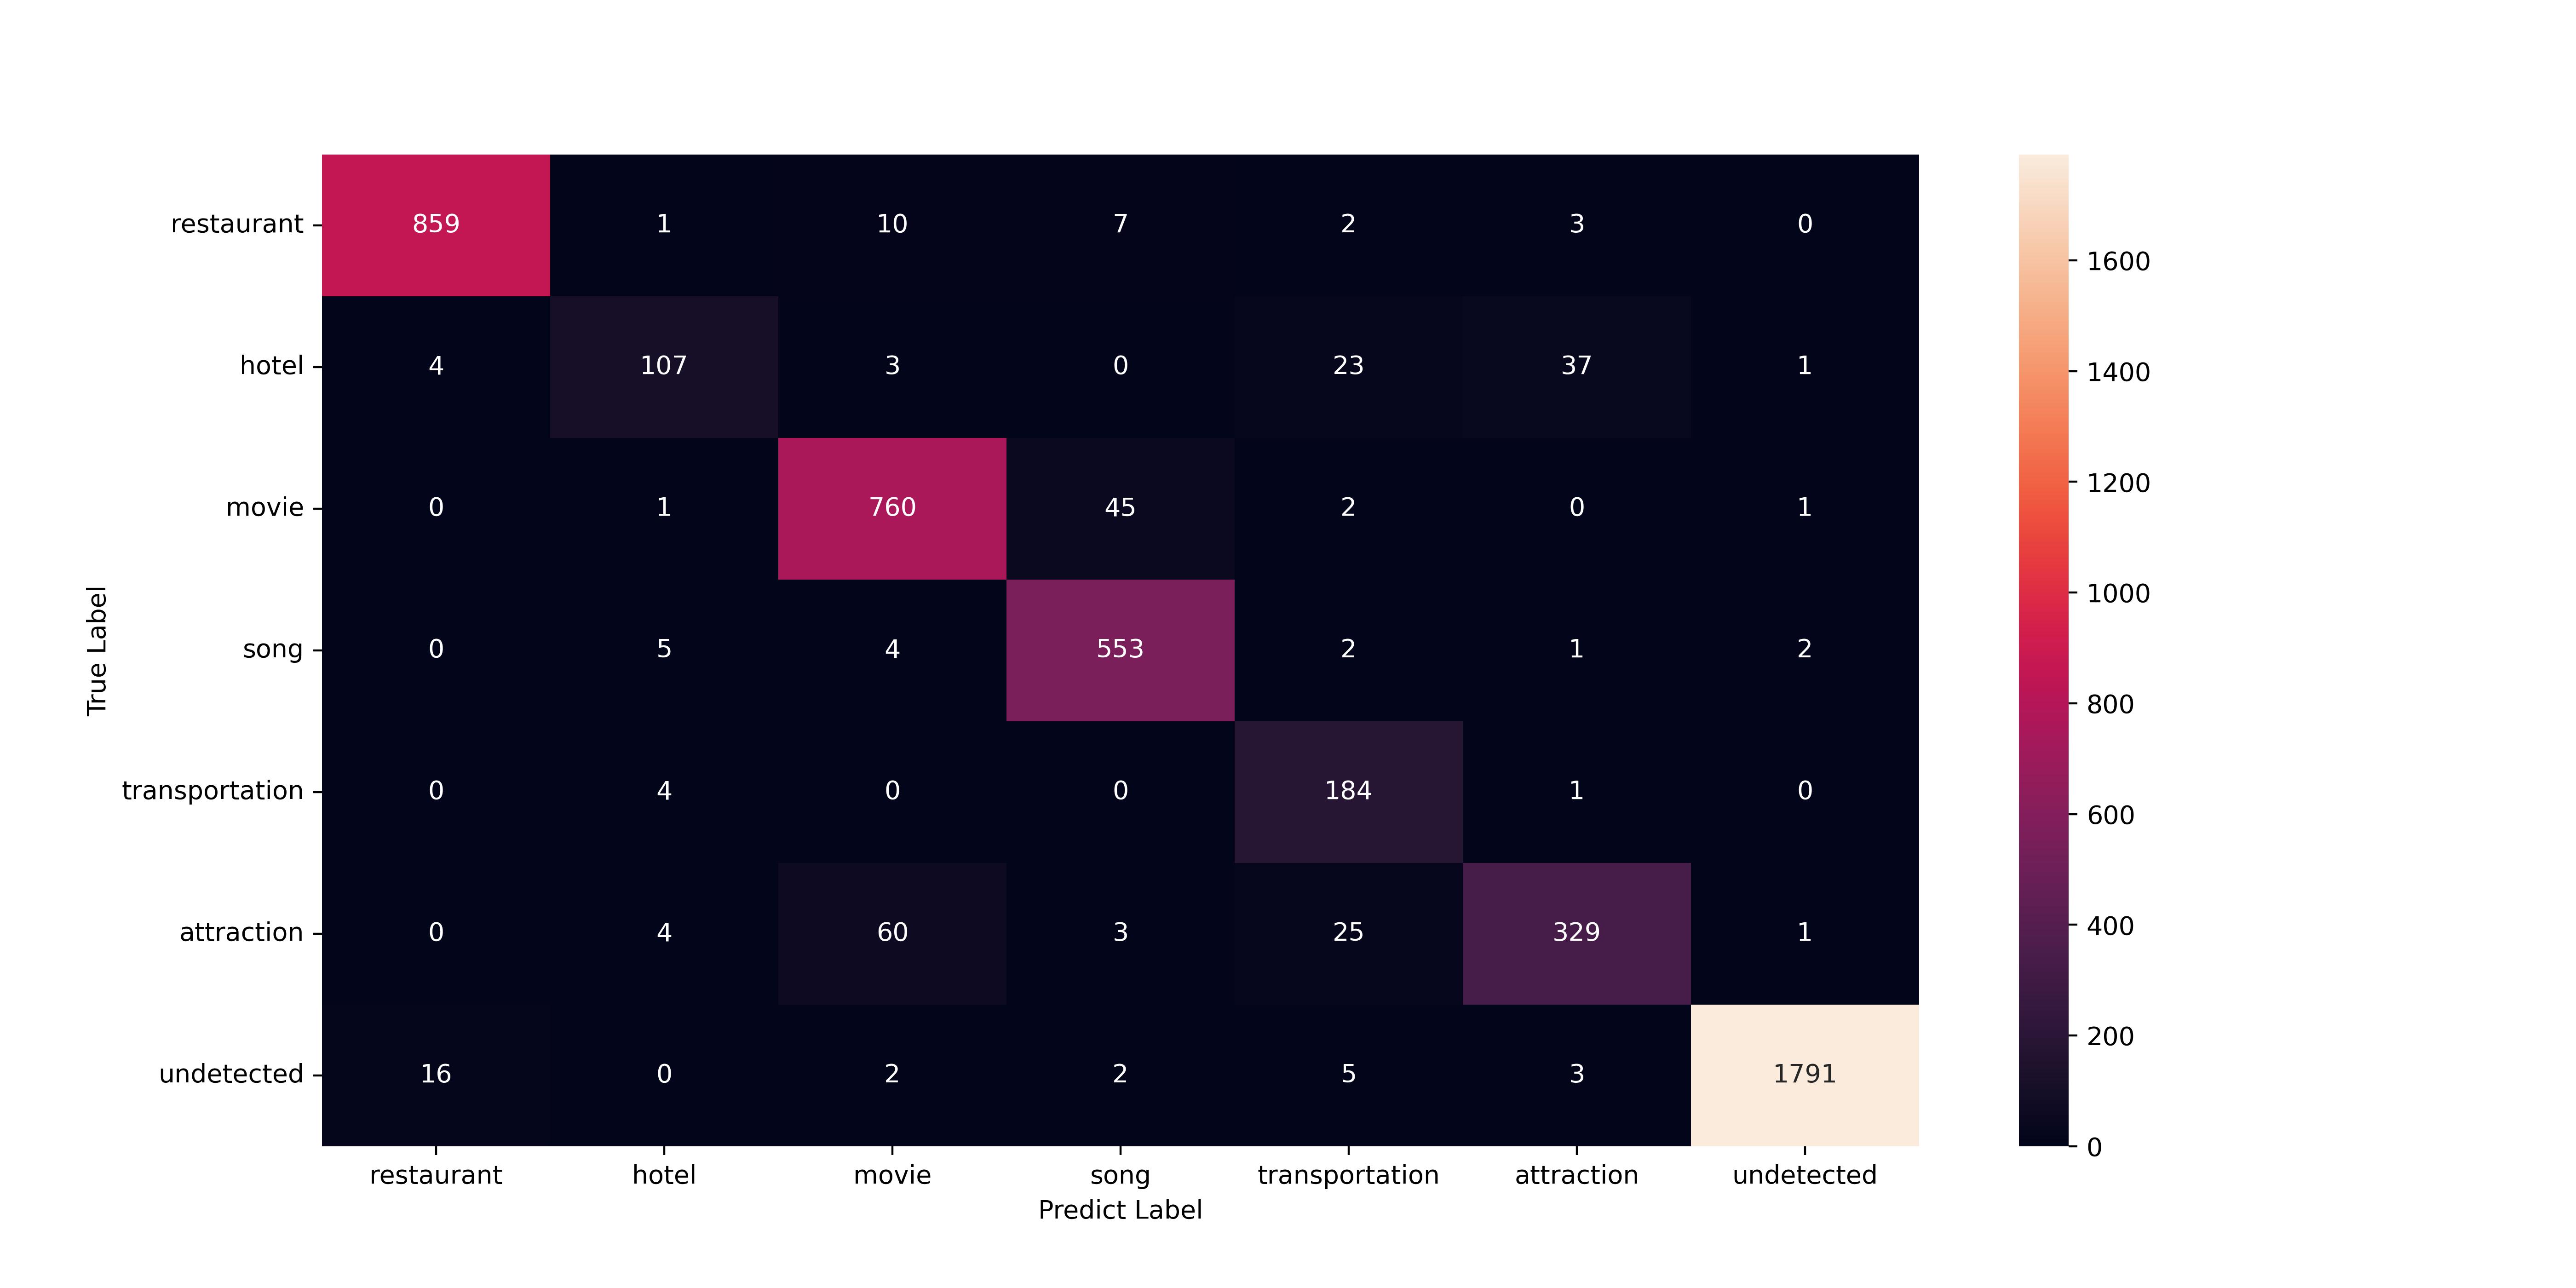 restaurant 859 1 10 7 2 3 0
hotel 4 107 3 0 23 37 1
movie 0 1 760 45 2 0 1
song 0 5 4 553 2 1 2
transportation 0 4 0 0 184 1 0
attraction 0 4 60 3 25 329 1
undetected 16 0 2 2 5 3 1791
restaurant hotel movie song transportation attraction undetected
Predict Label
True Label
1600
1400
1200
1000
800
600
400
200
0